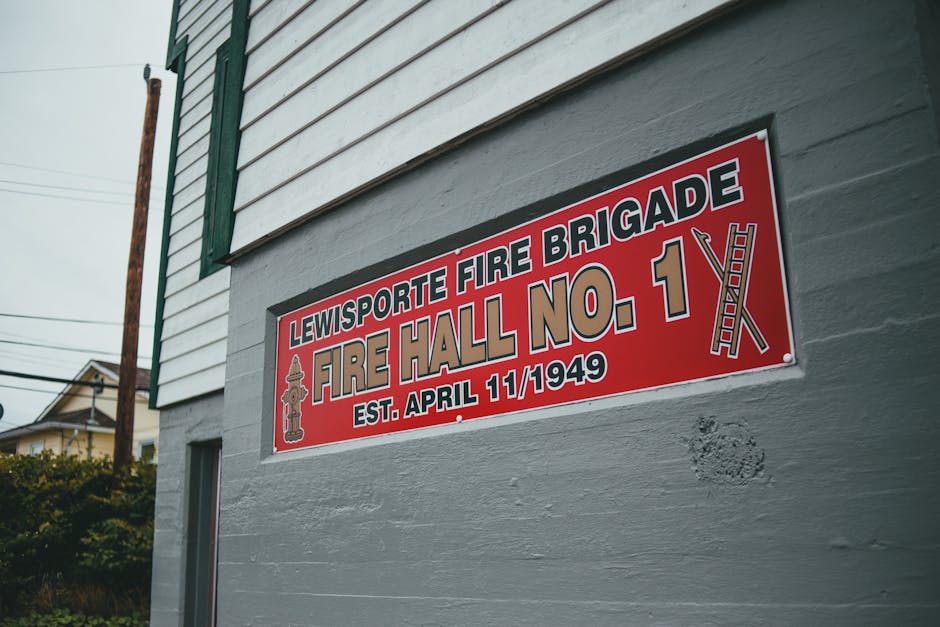 LEWISPORTE FIRE BRIGADE
FIRE HALL NO. 1
EST. APRIL 11/1949